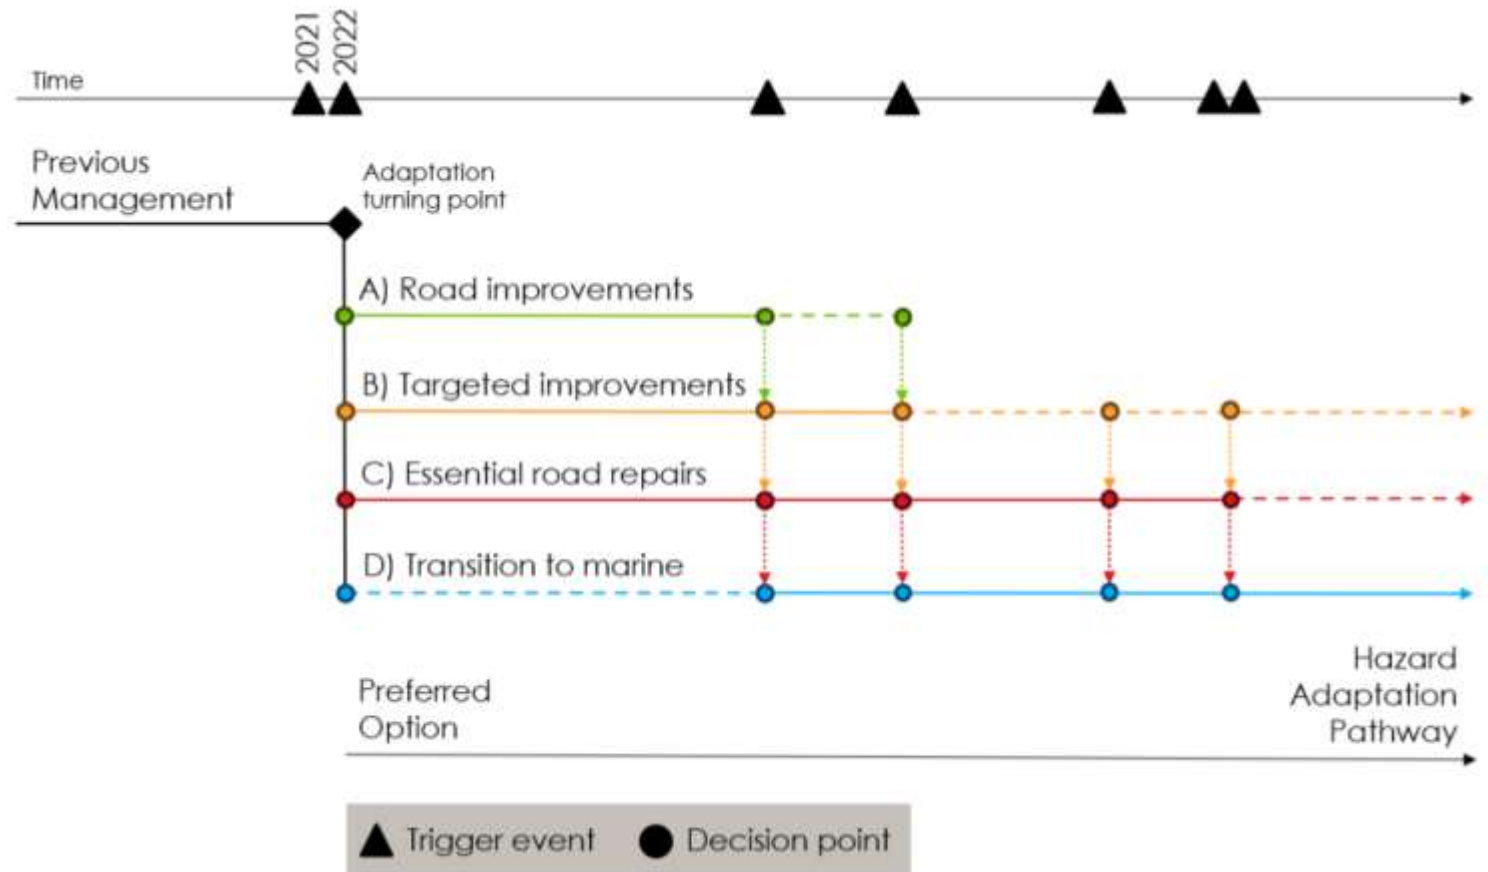 2021
2022
Time
Previous
Management
Adaptation
turning point
A) Road improvements
B) Targeted improvements
C) Essential road repairs
D) Transition to marine
Preferred
Option
Hazard
Adaptation
Pathway
Trigger event
Decision point